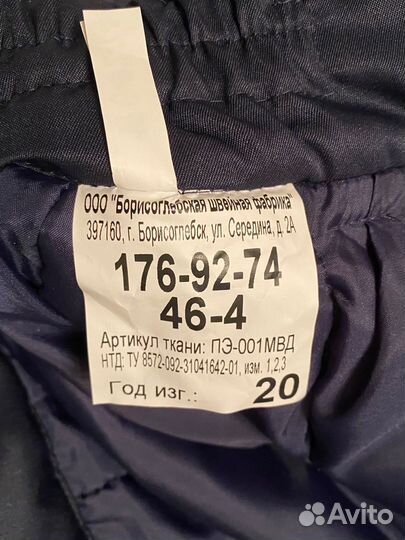 ООО "Борисоглебская швейная фабрика"
397160, г. Борисоглебск, ул. Середина, д. 2А
176-92-74
46-4
Артикул ткани: ПЭ-001МВД
НТД: ТУ 8572-092-31041642-01, изм. 1,2,3
Год изг.: 20
Avito